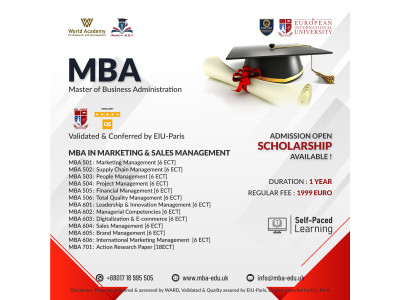 World Academy
EUROPEAN
INTERNATIONAL
UNIVERSITY
MBA
Master of Business Administration
QS
Validated & Conferred by EIU-Paris
ADMISSION OPEN
SCHOLARSHIP
AVAILABLE !
MBA IN MARKETING & SALES MANAGEMENT
MBA 501: Marketing Management [6 ECT]
MBA 502: Supply Chain Management [6 ECT]
MBA 503: People Management [6 ECT]
MBA 504: Project Management [6 ECT]
MBA 505: Financial Management [6 ECT]
MBA 506: Total Quality Management [6 ECT]
MBA 601: Leadership & Innovation Management [6 ECT]
MBA 602: Managerial Competencies [6 ECT]
MBA 603: Digitalization & E-commerce [6 ECT]
MBA 604: Sales Management [6 ECT]
MBA 605: Brand Management [6 ECT]
MBA 606: International Marketing Management [6 ECT]
MBA 701: Action Research Paper [18ECT]
DURATION : 1 YEAR
REGULAR FEE : 1999 EURO
Self-Paced
Learning
+88017 18 995 505
www.mba-edu.uk
info@mba-edu.uk